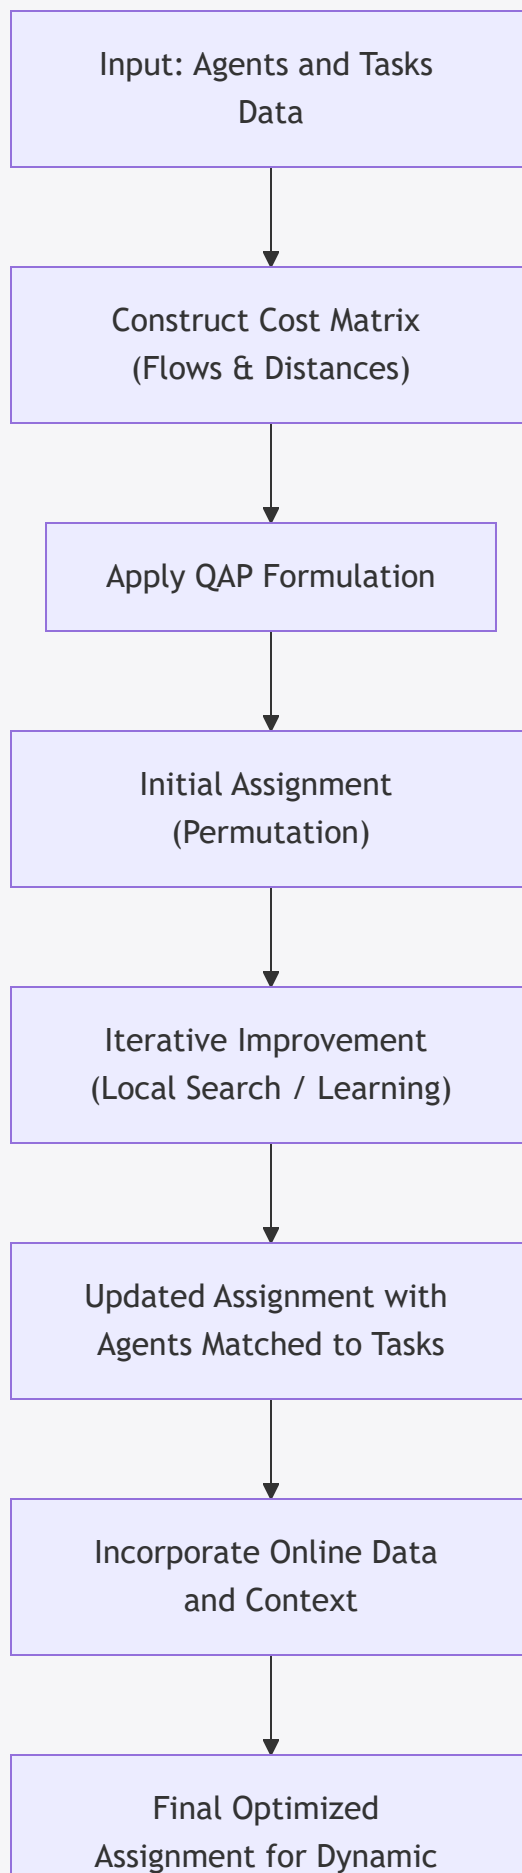 Input: Agents and Tasks
Data
Construct Cost Matrix
(Flows & Distances)
Apply QAP Formulation
Initial Assignment
(Permutation)
Iterative Improvement
(Local Search / Learning)
Updated Assignment with
Agents Matched to Tasks
Incorporate Online Data
and Context
Final Optimized
Assignment for Dynamic